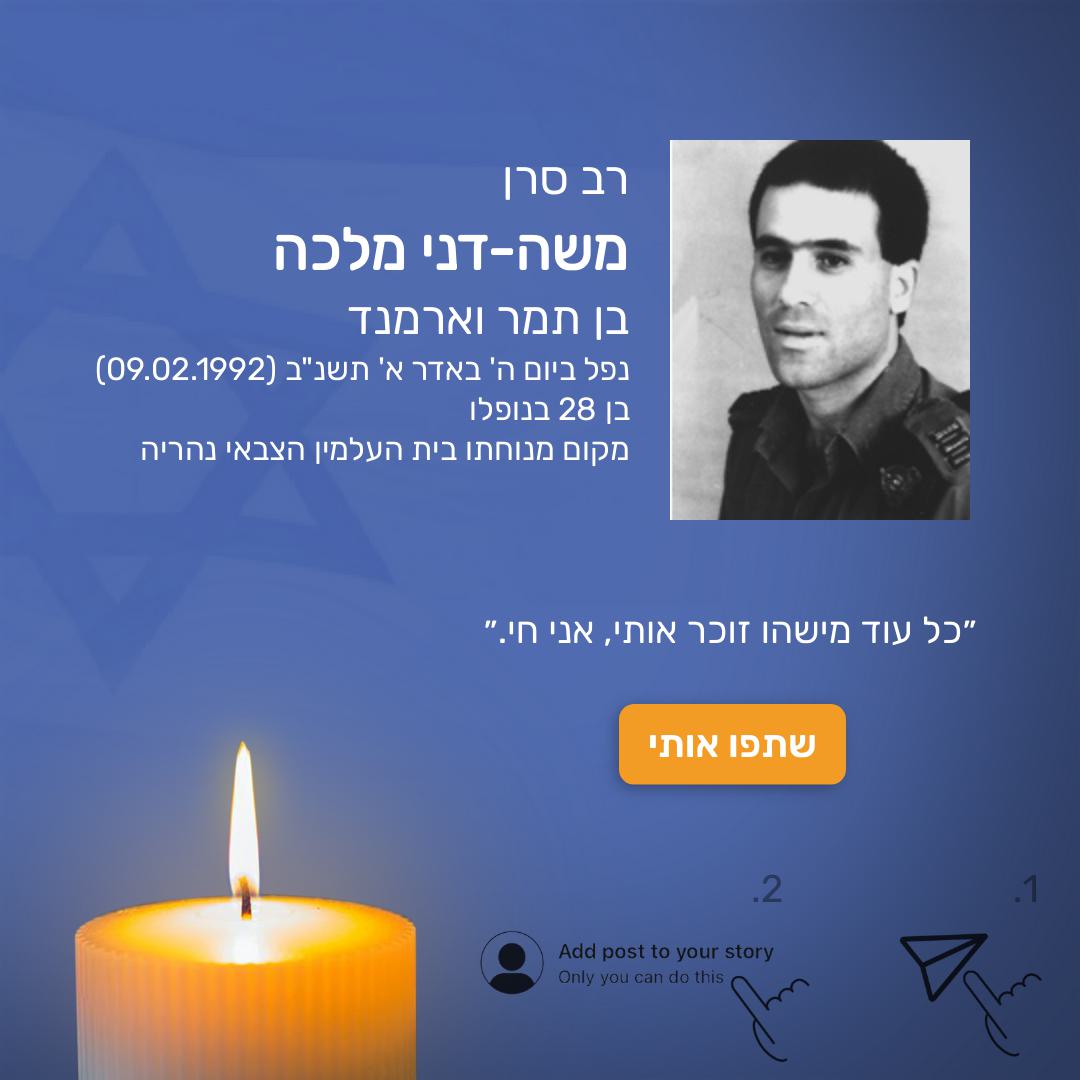 רב סרן
משה-דני מלכה
בן תמר וארמנד
נפל ביום ה' באדר א' תשנ"ב (09.02.1992)
בן 28 בנופלו
מקום מנוחתו בית העלמין הצבאי נהריה
״כל עוד מישהו זוכר אותי, אני חי.״
שתפו אותי
1.
2.
Add post to your story
Only you can do this